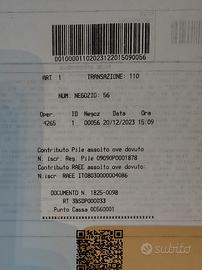 00001100110202312201509005
ART 1 TRANSAZIONE: 110
NUM. NEGOZIO: 56
Oper. ID Negoz Data Ora
4265 1 00056 20/12/2023 15:09
Contributo Pile assolto ove dovuto
N. Iscr. Reg. Pile 09090P0001878
Contributo RAEE assolto ove dovuto:
N.iscr RAEE IT08030000004086
DOCUMENTO N. 1825-0098
RT 3BSDP000033
Punto Cassa 00560001
subito